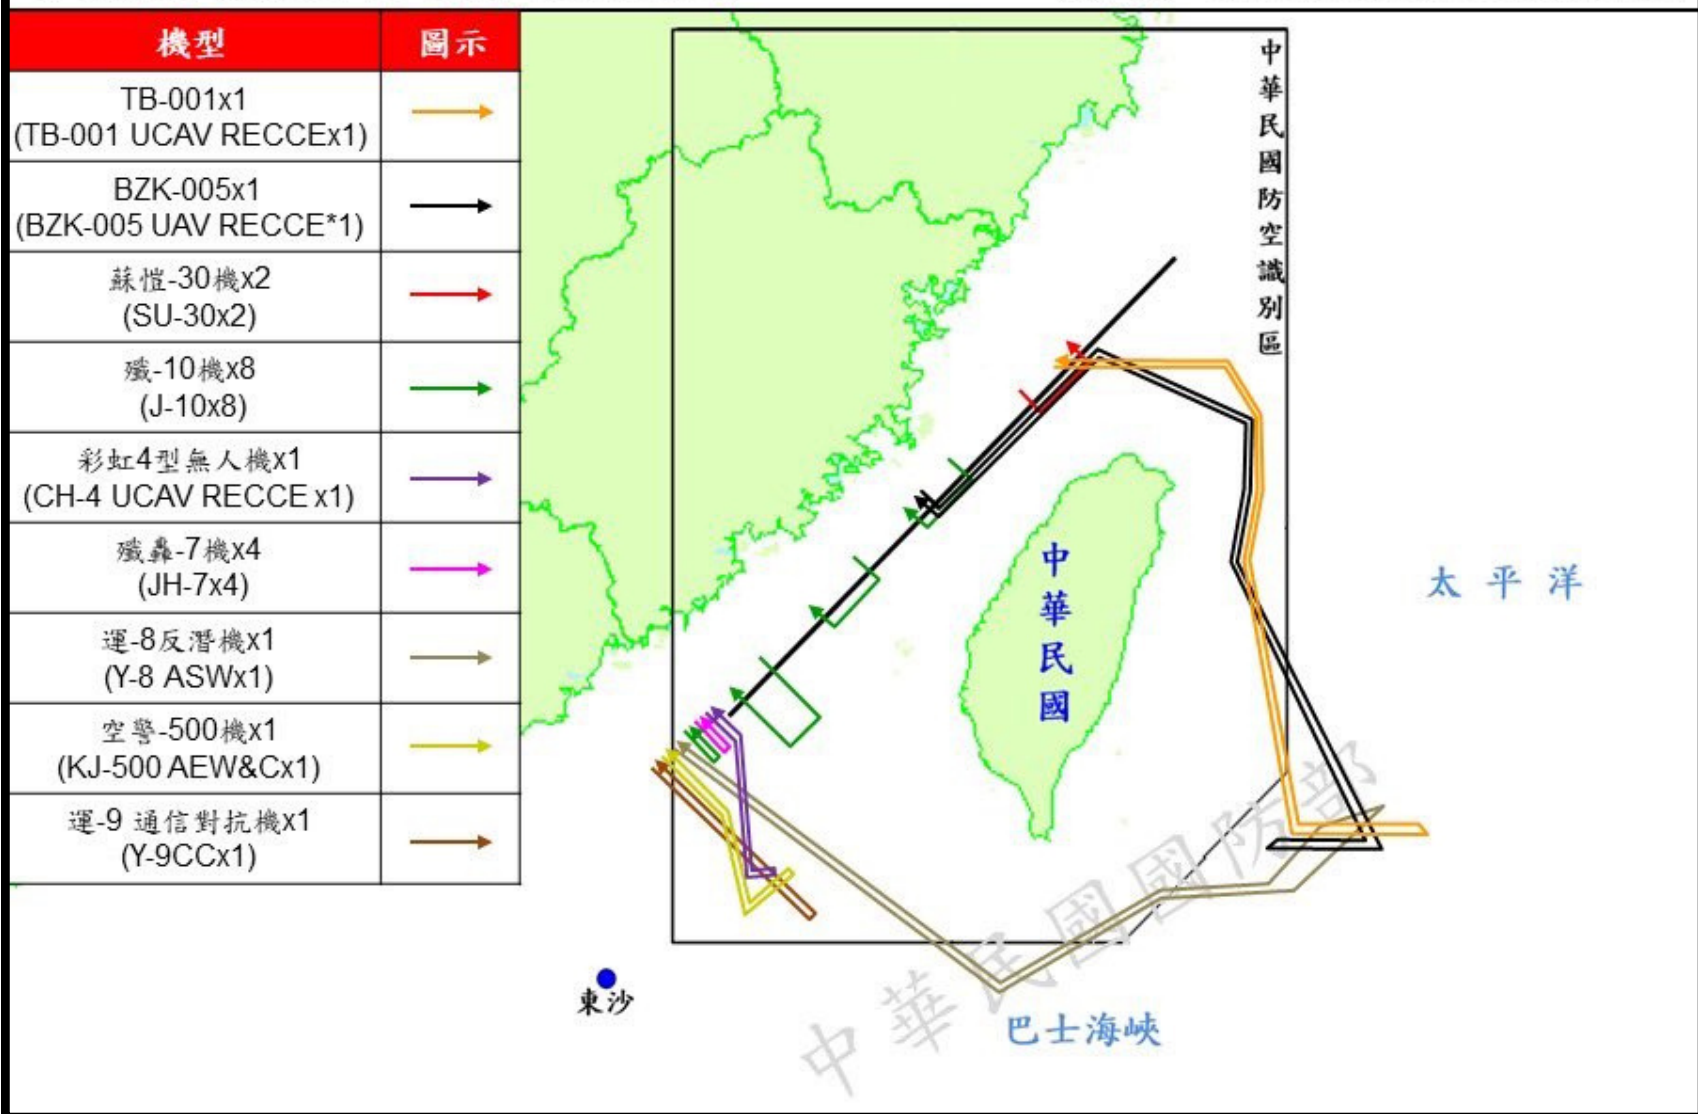 機型 圖示
TB-001x1
(TB-001 UCAV RECCEx1)
BZK-005x1
(BZK-005 UAV RECCE*1)
蘇愷-30機x2
(SU-30x2)
殲-10機x8
(J-10x8)
彩虹4型無人機x1
(CH-4 UCAV RECCE x1)
殲轟-7機x4
(JH-7x4)
運-8反潛機x1
(Y-8 ASWx1)
空警-500機x1
(KJ-500 AEW&Cx1)
運-9 通信對抗機x1
(Y-9CCx1)
中華民國防空識別區
中華民國
太平洋
東沙
巴士海峽
中華民國國防部